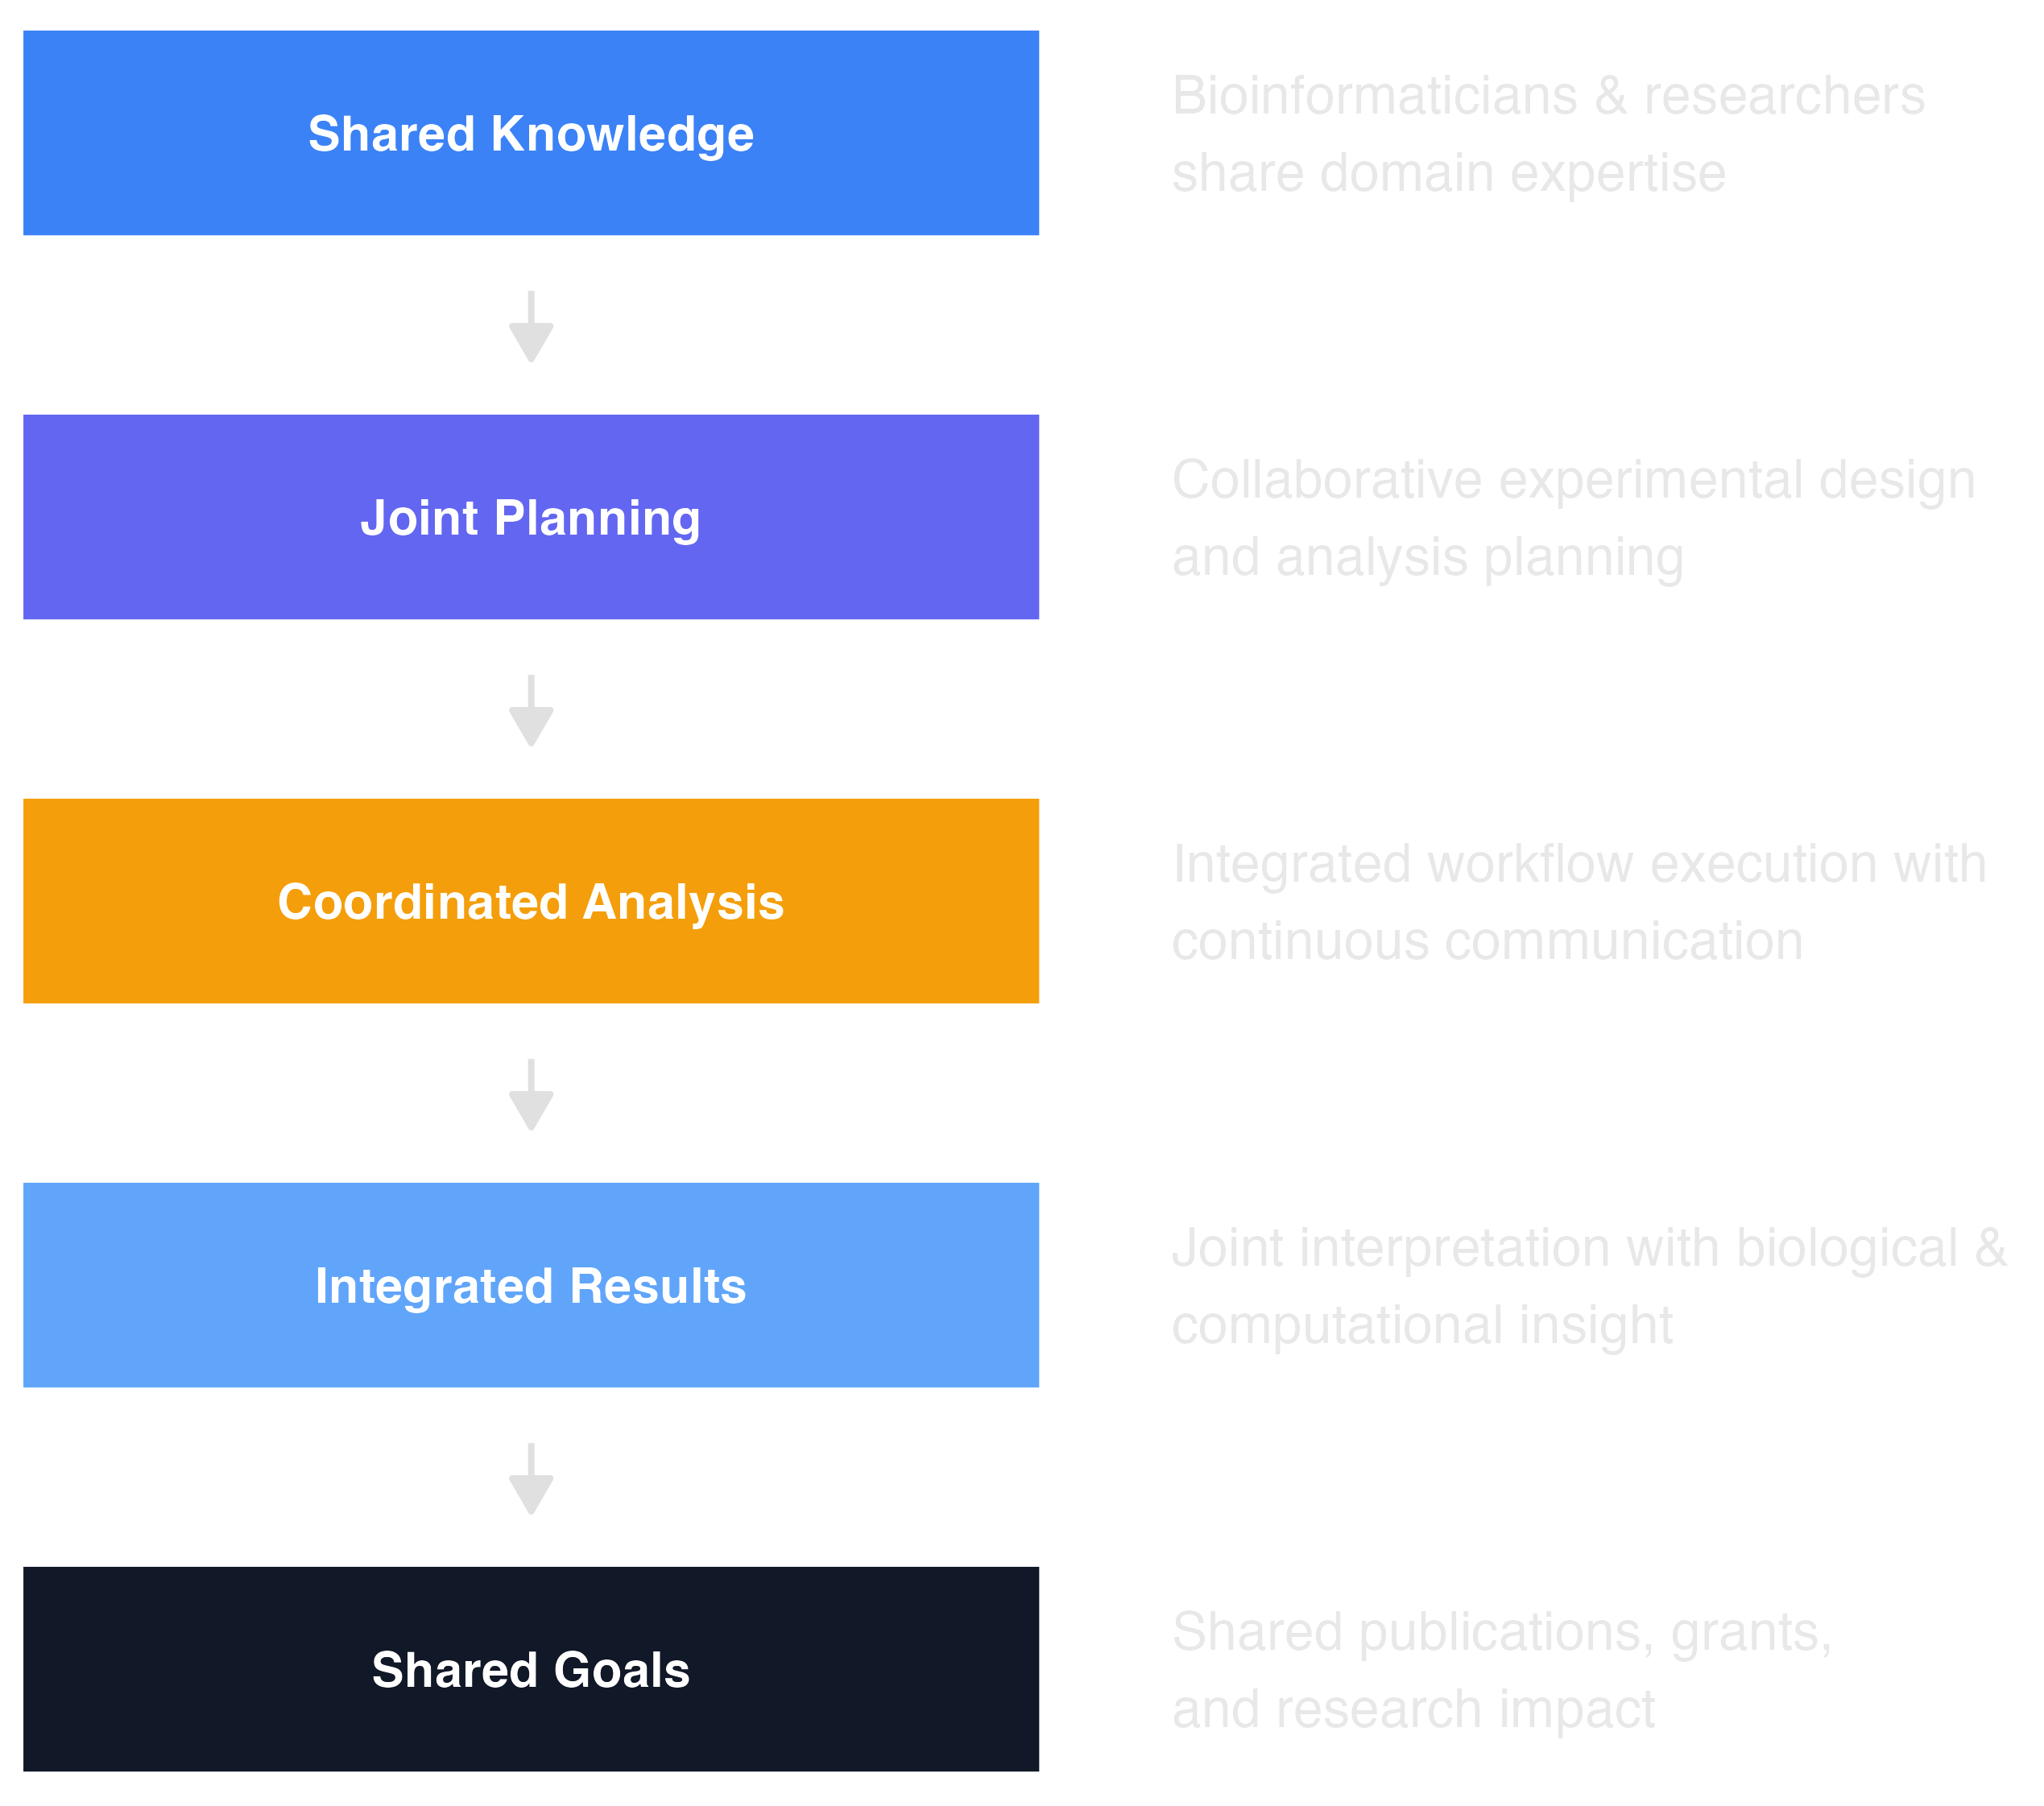 Shared Knowledge
Bioinformaticians & researchers
share domain expertise
Joint Planning
Collaborative experimental design
and analysis planning
Coordinated Analysis
Integrated workflow execution with
continuous communication
Integrated Results
Joint interpretation with biological &
computational insight
Shared Goals
Shared publications, grants,
and research impact